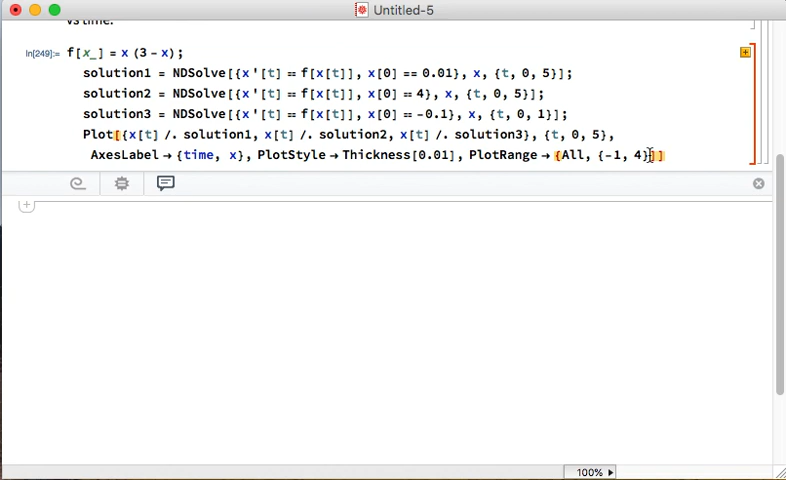 Untitled-5
vs time.
In[249]:= f[x_] = x (3 - x);
solution1 = NDSolve[{x'[t] == f[x[t]], x[0] == 0.01}, x, {t, 0, 5}];
solution2 = NDSolve[{x'[t] == f[x[t]], x[0] == 4}, x, {t, 0, 5}];
solution3 = NDSolve[{x'[t] == f[x[t]], x[0] == -0.1}, x, {t, 0, 1}];
Plot[{x[t] /. solution1, x[t] /. solution2, x[t] /. solution3}, {t, 0, 5},
AxesLabel → {time, x}, PlotStyle → Thickness[0.01], PlotRange → {All, {-1, 4}]]
100%